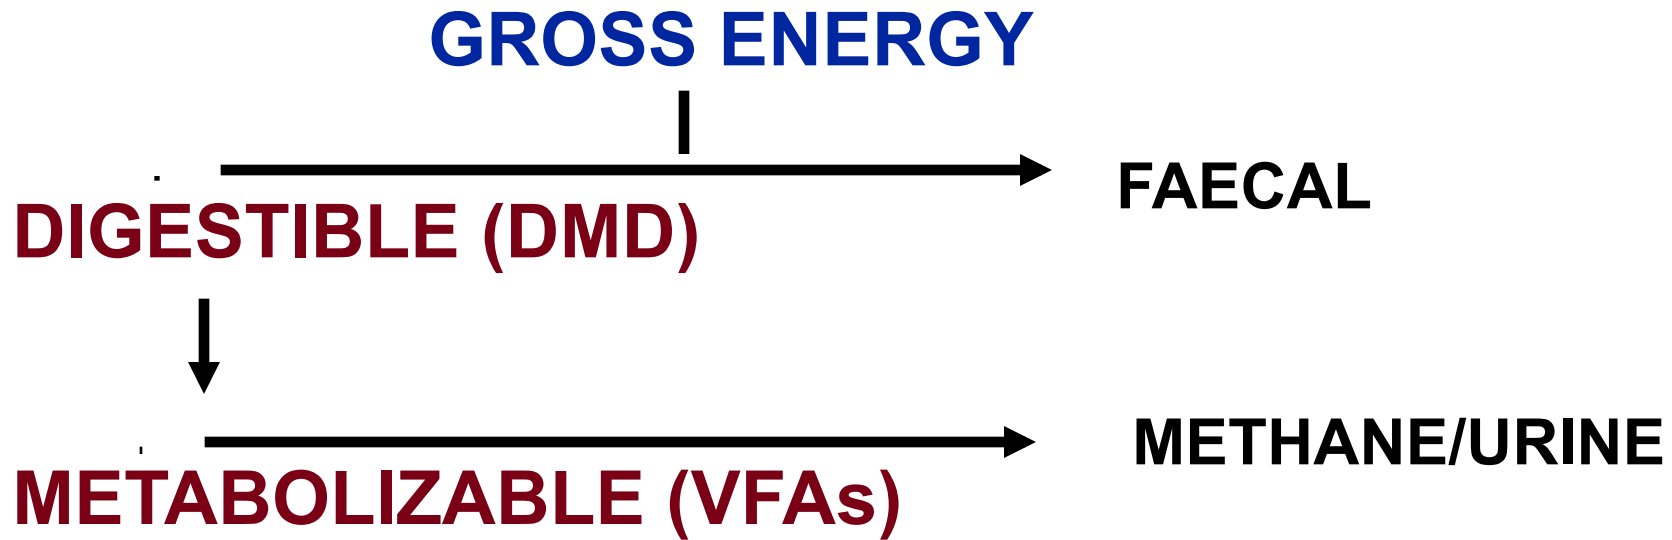 GROSS ENERGY
FAECAL
DIGESTIBLE (DMD)
METHANE/URINE
METABOLIZABLE (VFAs)